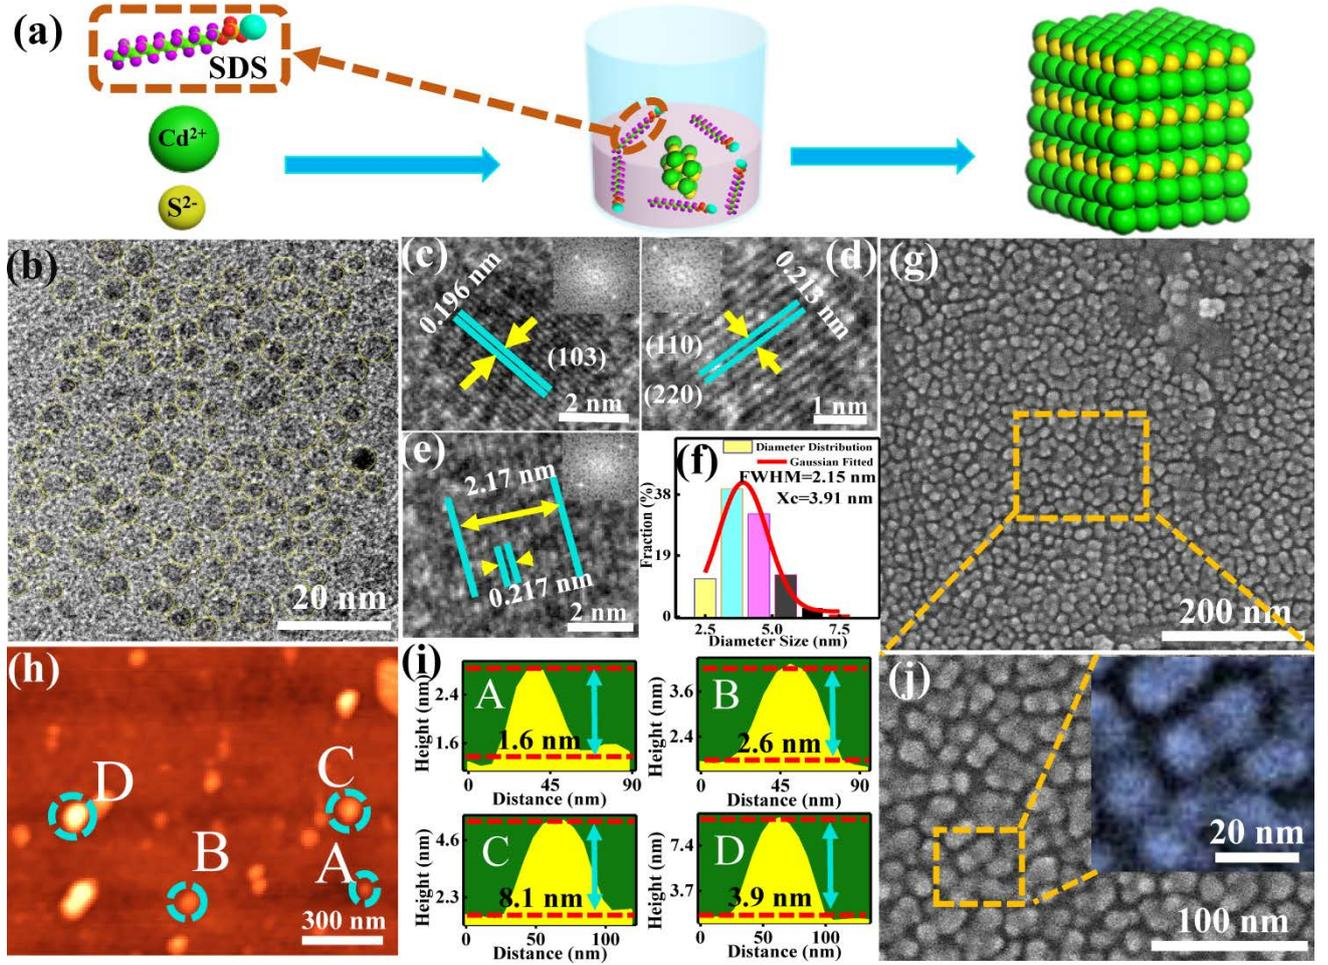 (a)
SDS
Cd2+
S2-
(b)
20 nm
(c)
0.196 nm
(103)
2 nm
(d)
0.213 nm
(110)
(220)
1 nm
(e)
2.17 nm
0.217 nm
2 nm
(f)
Diameter Distribution
Gaussian Fitted
FWHM=2.15 nm
Xc=3.91 nm
Fraction (%)
38
19
0
2.5 5.0 7.5
Diameter Size (nm)
(g)
200 nm
(h)
D
C
B
A
300 nm
(i)
A
1.6 nm
Height (nm)
2.4
1.6
0 45 90
Distance (nm)
B
2.6 nm
Height (nm)
3.6
2.4
0 45 90
Distance (nm)
C
8.1 nm
Height (nm)
4.6
2.3
0 50 100
Distance (nm)
D
3.9 nm
Height (nm)
7.4
3.7
0 50 100
Distance (nm)
(j)
20 nm
100 nm